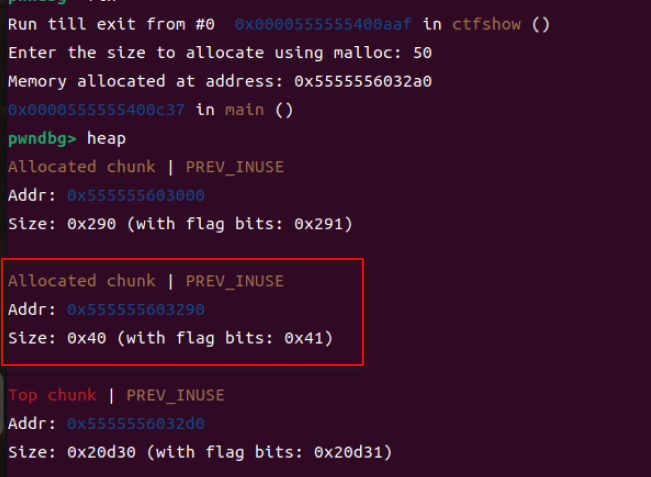 Run till exit from #0  0x0000555555400aaf in ctfshow ()
Enter the size to allocate using malloc: 50
Memory allocated at address: 0x5555556032a0
0x0000555555400c37 in main ()
pwndbg> heap
Allocated chunk | PREV_INUSE
Addr: 0x555555603000
Size: 0x290 (with flag bits: 0x291)
Allocated chunk | PREV_INUSE
Addr: 0x555555603290
Size: 0x40 (with flag bits: 0x41)
Top chunk | PREV_INUSE
Addr: 0x5555556032d0
Size: 0x20d30 (with flag bits: 0x20d31)